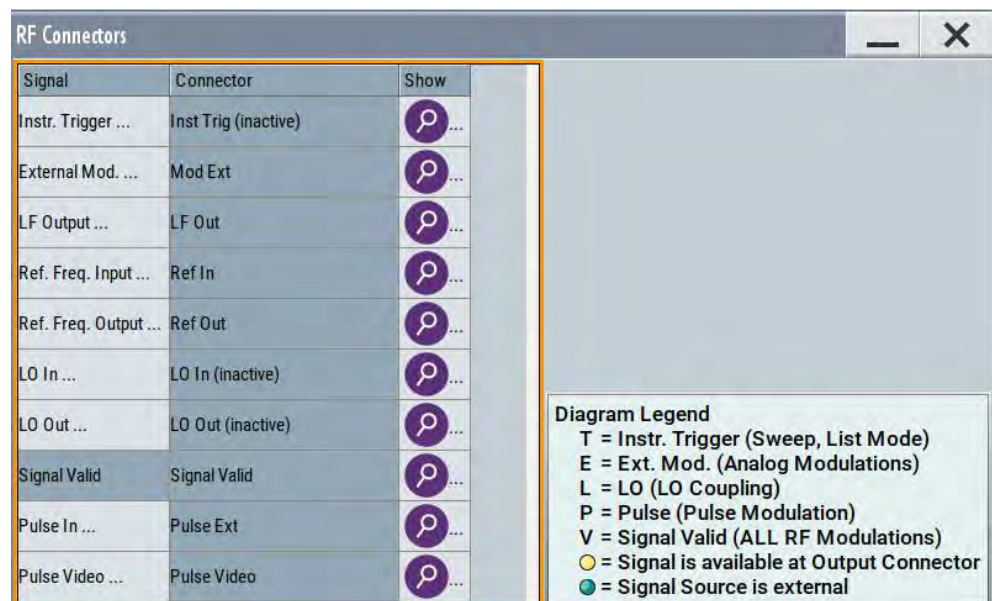 RF Connectors
Signal Connector Show
Instr. Trigger ... Inst Trig (inactive) ...
External Mod. ... Mod Ext ...
LF Output ... LF Out ...
Ref. Freq. Input ... Ref In ...
Ref. Freq. Output ... Ref Out ...
LO In ... LO In (inactive) ...
LO Out ... LO Out (inactive) ...
Signal Valid Signal Valid ...
Pulse In ... Pulse Ext ...
Pulse Video ... Pulse Video ...
Diagram Legend
T = Instr. Trigger (Sweep, List Mode)
E = Ext. Mod. (Analog Modulations)
L = LO (LO Coupling)
P = Pulse (Pulse Modulation)
V = Signal Valid (ALL RF Modulations)
= Signal is available at Output Connector
= Signal Source is external